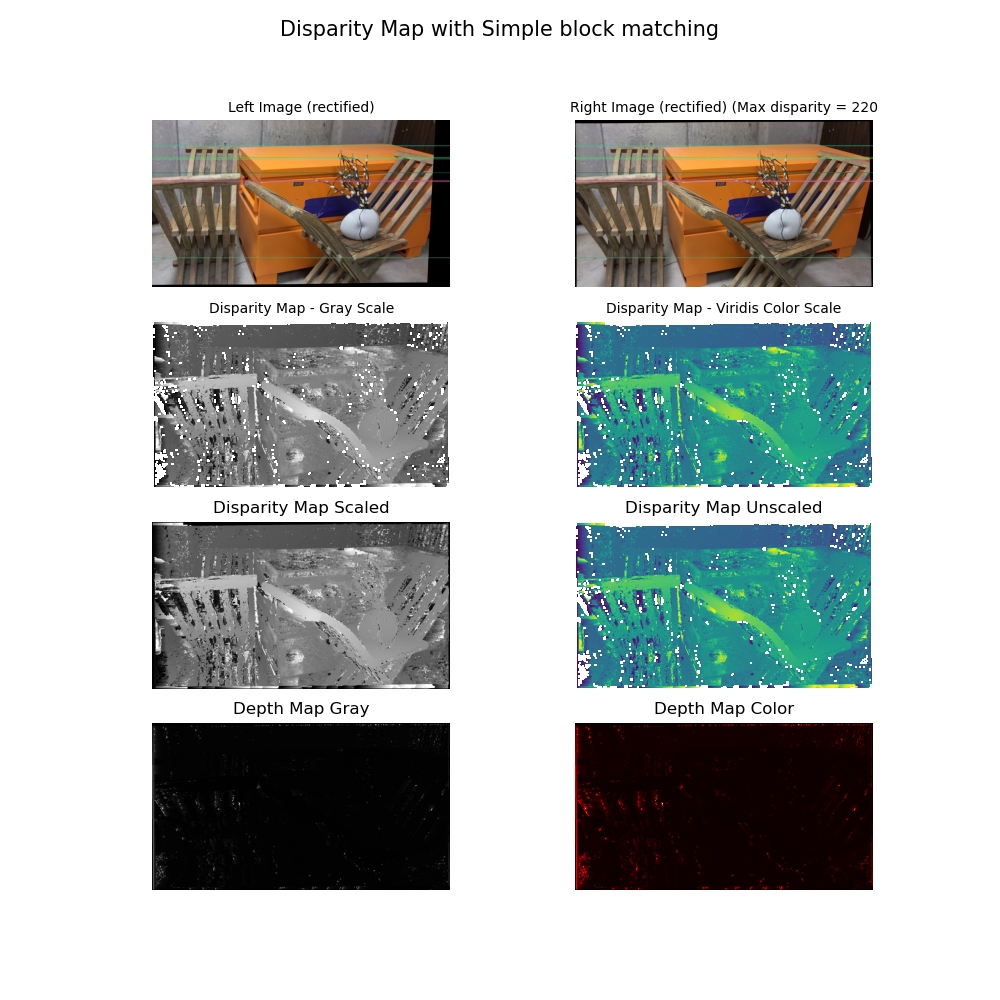 Disparity Map with Simple block matching
Left Image (rectified)
Right Image (rectified) (Max disparity = 220
Disparity Map - Gray Scale
Disparity Map - Viridis Color Scale
Disparity Map Scaled
Disparity Map Unscaled
Depth Map Gray
Depth Map Color